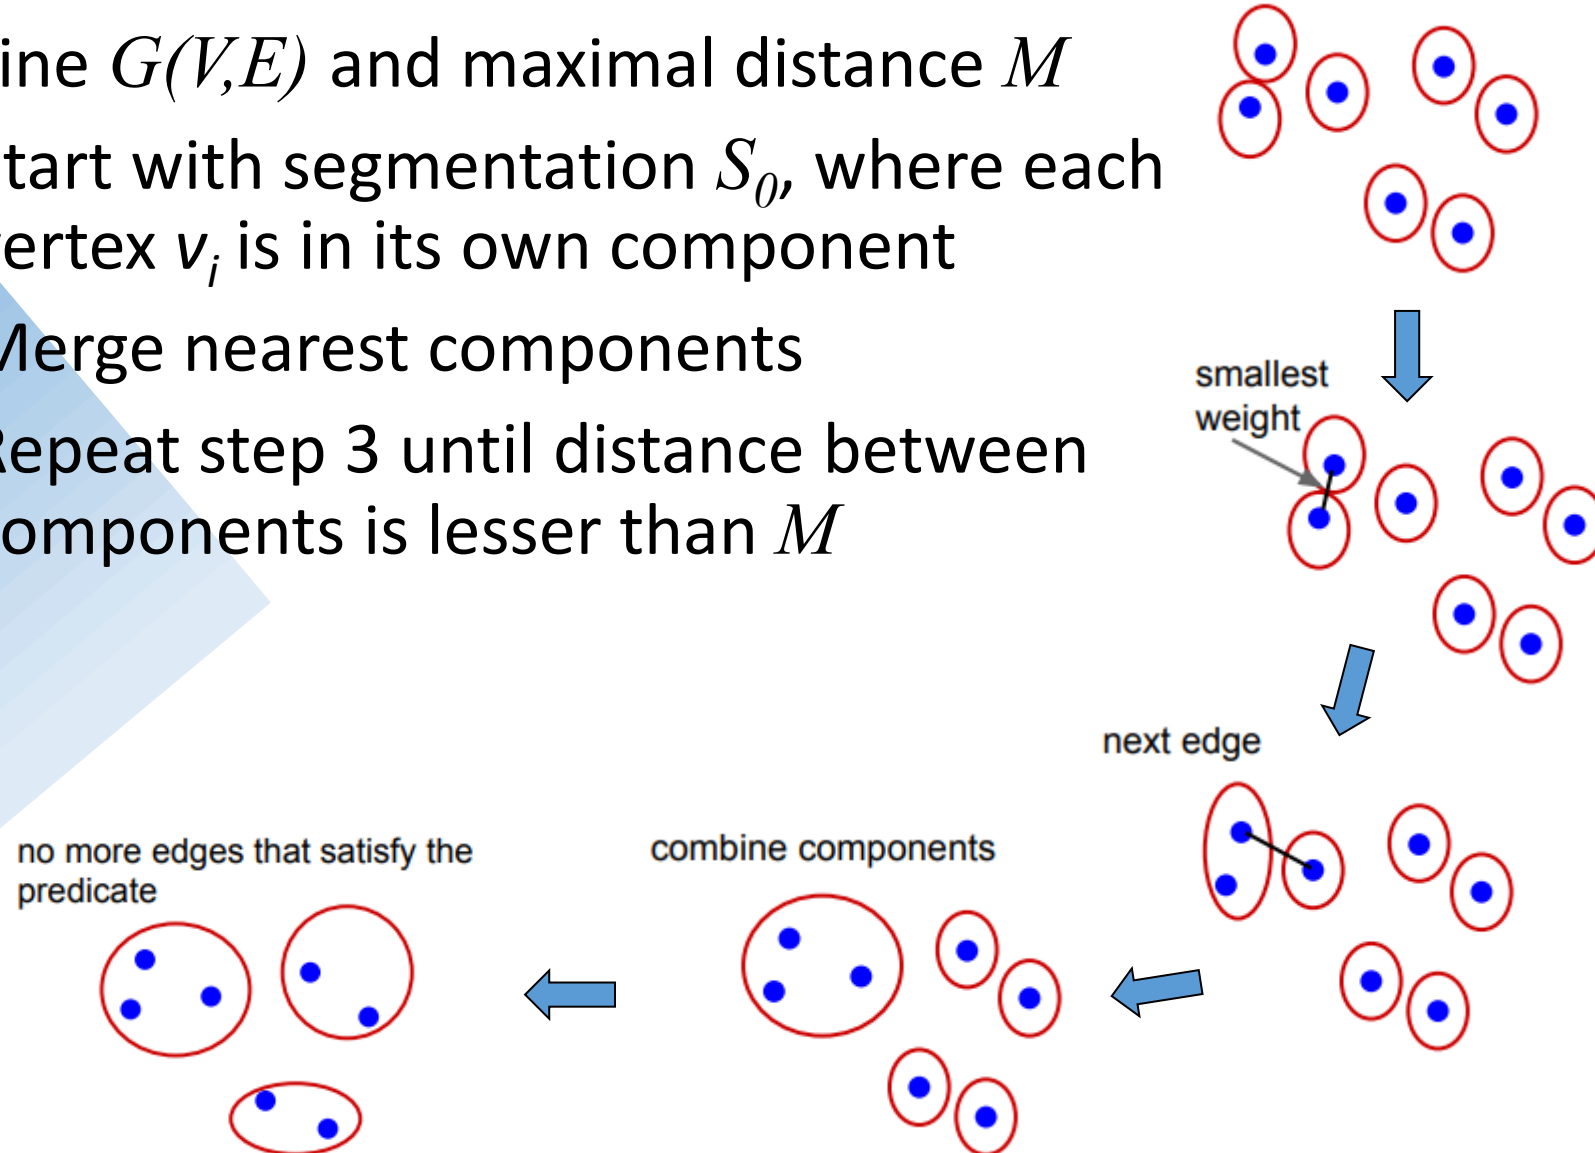 ine G(V,E) and maximal distance M
tart with segmentation S0, where each
ertex vi is in its own component
Merge nearest components
Repeat step 3 until distance between
omponents is lesser than M
smallest
weight
next edge
combine components
no more edges that satisfy the
predicate